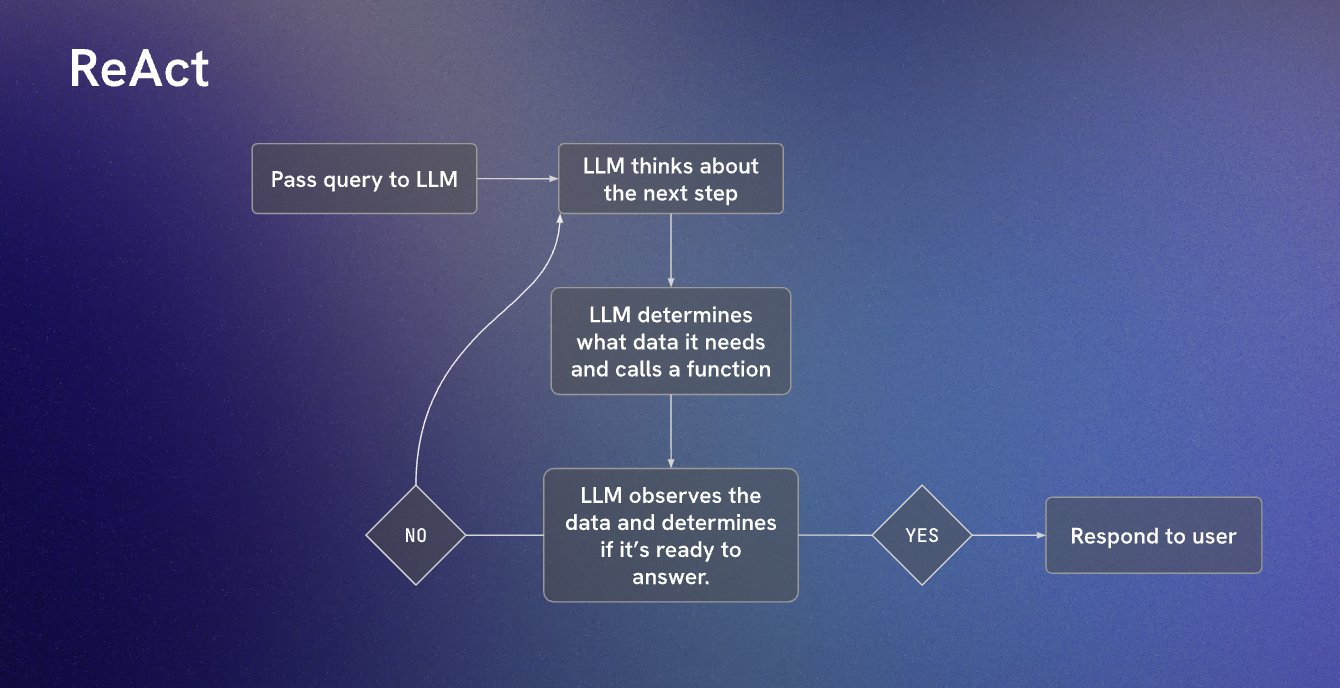 ReAct
Pass query to LLM
LLM thinks about
the next step
LLM determines
what data it needs
and calls a function
NO
LLM observes the
data and determines
if it’s ready to
answer.
YES
Respond to user